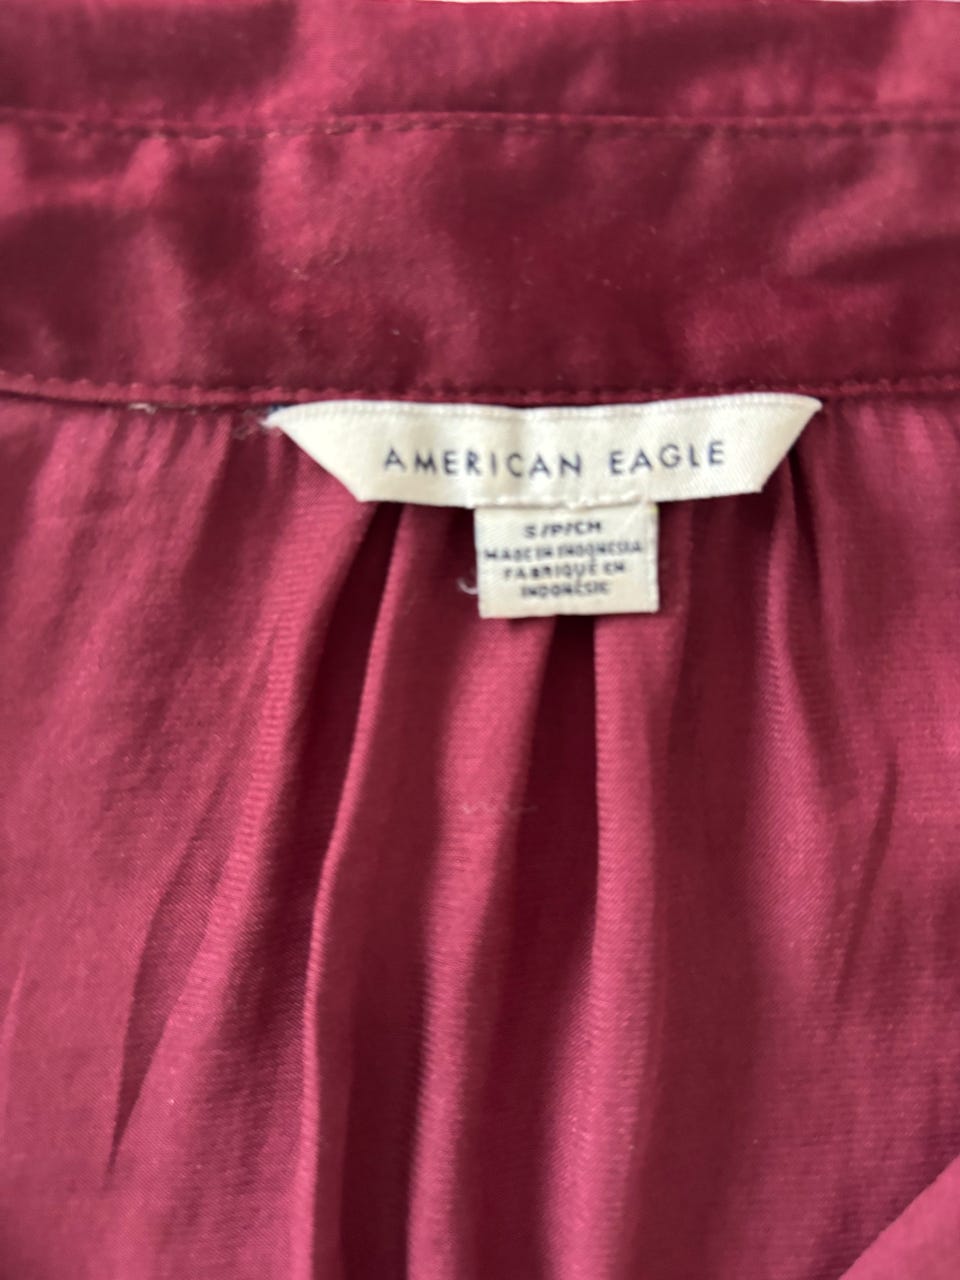 AMERICAN EAGLE
S/P/CH
MADE IN INDONESIA
FABRIQUÉ EN
INDONÉSIE